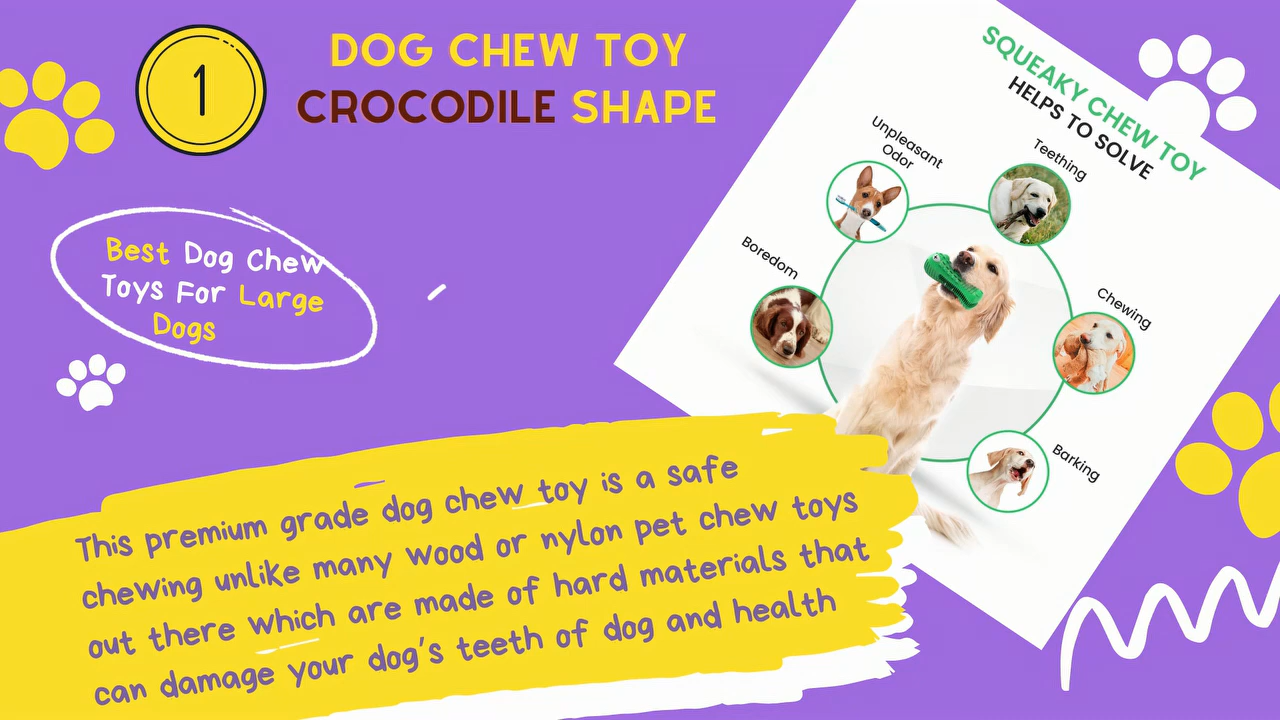 1
DOG CHEW TOY
CROCODILE SHAPE
SQUEAKY CHEW TOY
HELPS TO SOLVE
Unpleasant
Odor
Teething
Boredom
Chewing
Barking
Best Dog Chew
Toys For Large
Dogs
This premium grade dog chew toy is a safe
chewing unlike many wood or nylon pet chew toys
out there which are made of hard materials that
can damage your dog's teeth of dog and health